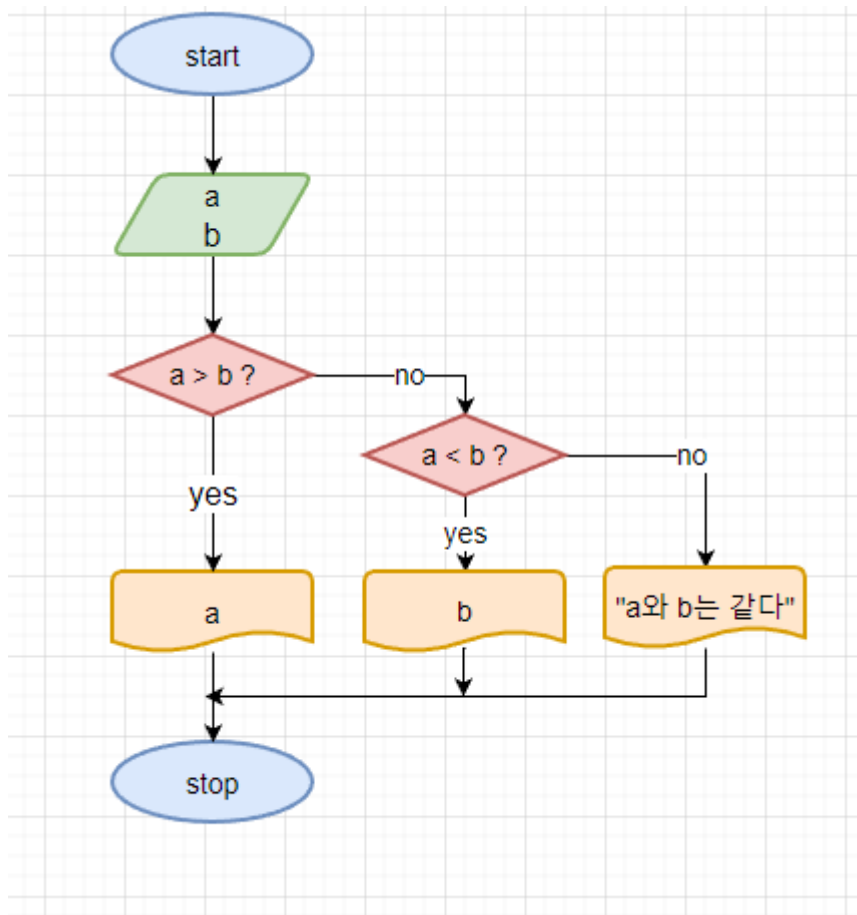 start
a
b
a > b ?
no
a < b ?
no
yes
yes
a
b
"a와 b는 같다"
stop